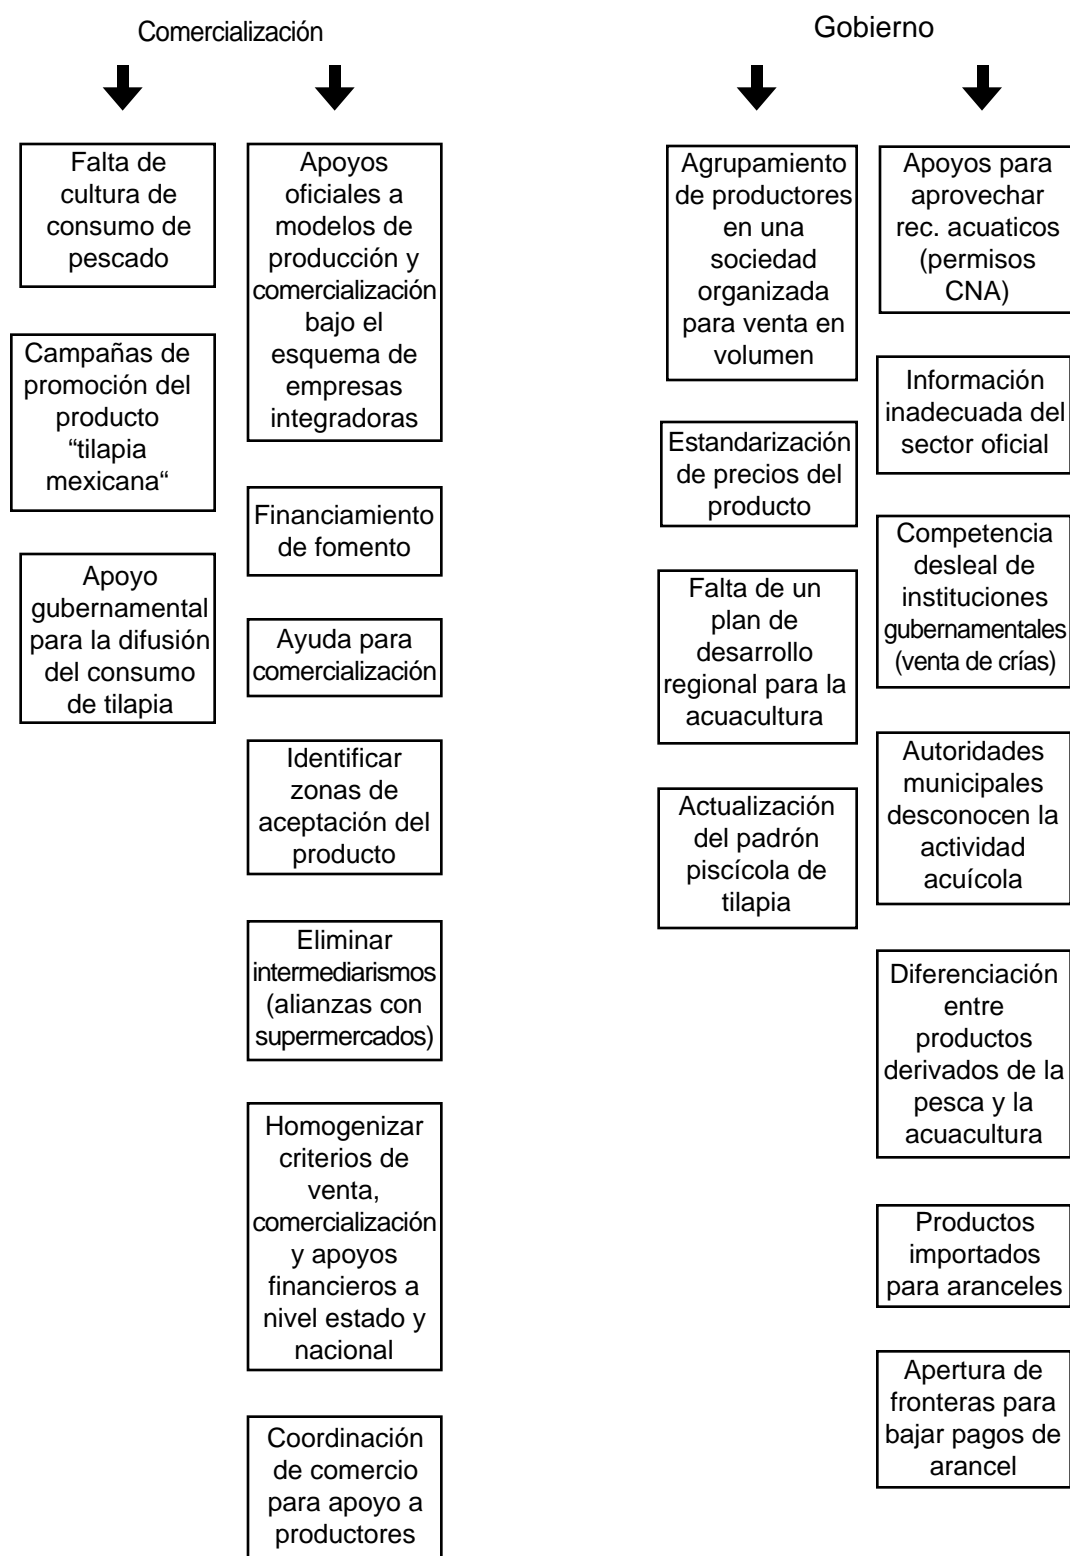 Comercialización
Falta de
cultura de
consumo de
pescado
Campañas de
promoción del
producto
“tilapia
mexicana“
Apoyo
gubernamental
para la difusión
del consumo
de tilapia
Apoyos
oficiales a
modelos de
producción y
comercialización
bajo el
esquema de
empresas
integradoras
Financiamiento
de fomento
Ayuda para
comercialización
Identificar
zonas de
aceptación del
producto
Eliminar
intermediarismos
(alianzas con
supermercados)
Homogenizar
criterios de
venta,
comercialización
y apoyos
financieros a
nivel estado y
nacional
Coordinación
de comercio
para apoyo a
productores
Gobierno
Agrupamiento
de productores
en una
sociedad
organizada
para venta en
volumen
Estandarización
de precios del
producto
Falta de un
plan de
desarrollo
regional para la
acuacultura
Actualización
del padrón
piscícola de
tilapia
Apoyos para
aprovechar
rec. acuaticos
(permisos
CNA)
Información
inadecuada del
sector oficial
Competencia
desleal de
instituciones
gubernamentales
(venta de crías)
Autoridades
municipales
desconocen la
actividad
acuícola
Diferenciación
entre
productos
derivados de la
pesca y la
acuacultura
Productos
importados
para aranceles
Apertura de
fronteras para
bajar pagos de
arancel